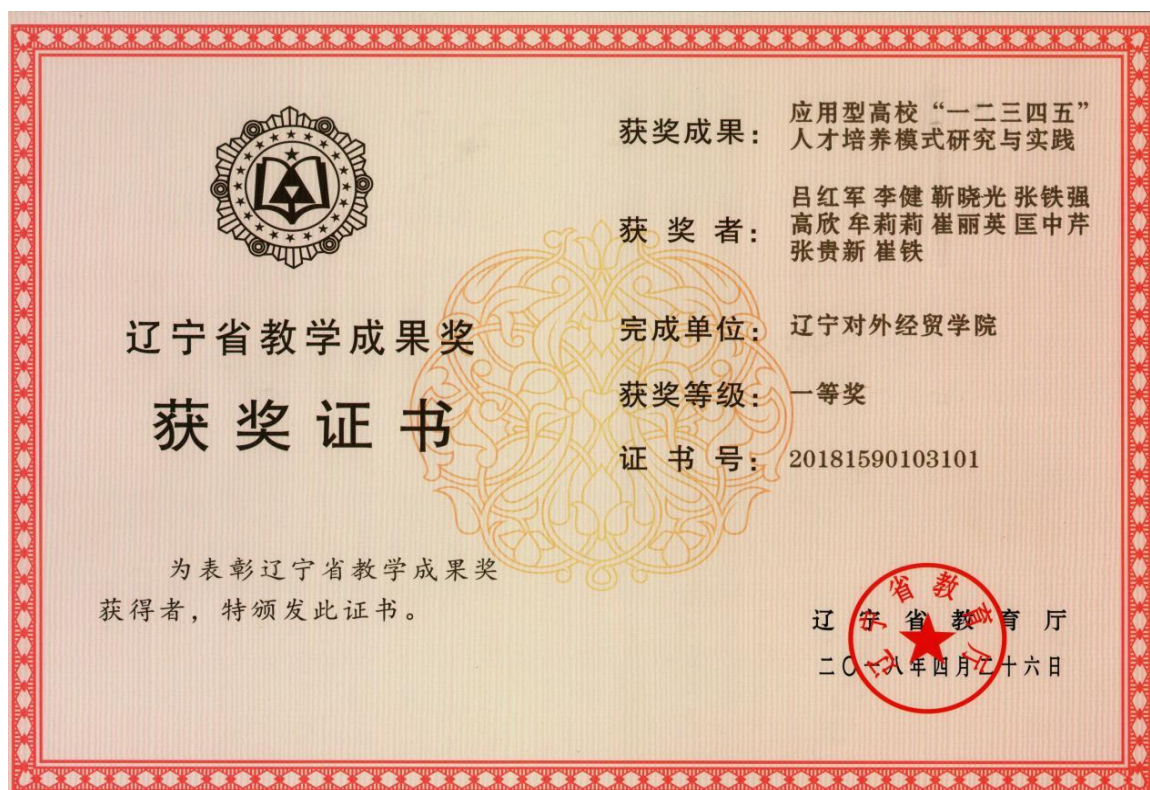 辽宁省教学成果奖
获奖证书
为表彰辽宁省教学成果奖
获得者，特颁发此证书。
获奖成果：应用型高校“一二三四五”
人才培养模式研究与实践
获奖者：吕红军 李健 靳晓光 张铁强
高欣 牟莉莉 崔丽英 匡中芹
张贵新 崔铁
完成单位：辽宁对外经贸学院
获奖等级：一等奖
证书号：20181590103101
辽宁省教育厅
二〇一八年四月二十六日
辽宁省教育厅